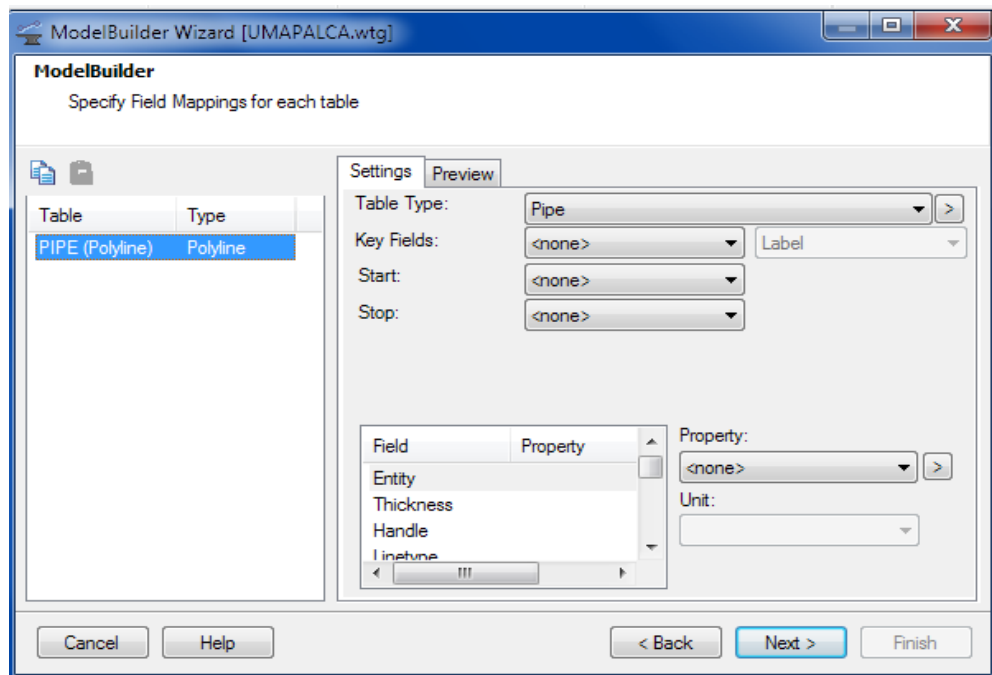 ModelBuilder Wizard [UMAPALCA.wtg]
ModelBuilder
Specify Field Mappings for each table
Settings Preview
Table Type: Pipe >
Key Fields: <none> Label
Start: <none>
Stop: <none>
Table Type
PIPE (Polyline) Polyline
Field Property
Entity
Thickness
Handle
Linetype
Property:
<none> >
Unit:
Cancel Help < Back Next > Finish